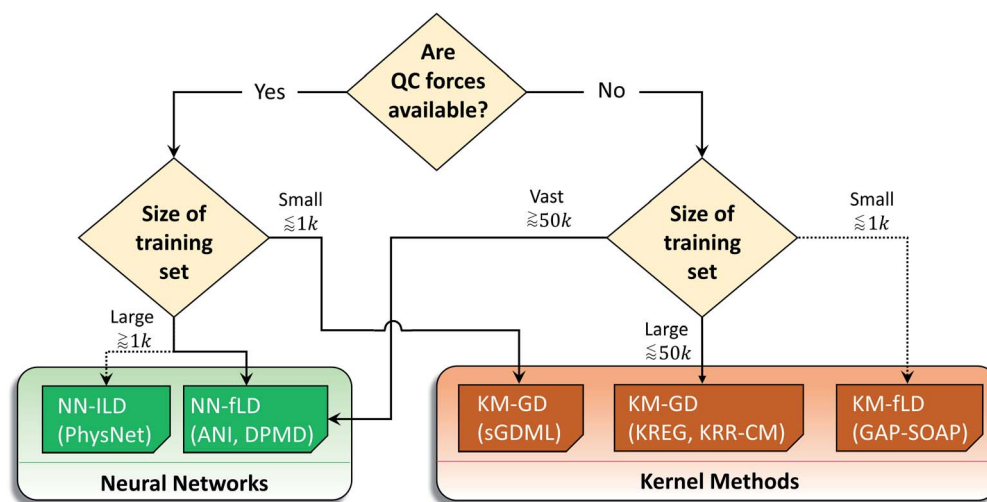 Are
QC forces
available?
Yes
No
Size of
training
set
Small
≲1k
Vast
≳50k
Size of
training
set
Small
≲1k
Large
≳1k
Large
≲50k
NN-ILD
(PhysNet)
NN-fLD
(ANI, DPMD)
KM-GD
(sGDML)
KM-GD
(KREG, KRR-CM)
KM-fLD
(GAP-SOAP)
Neural Networks
Kernel Methods